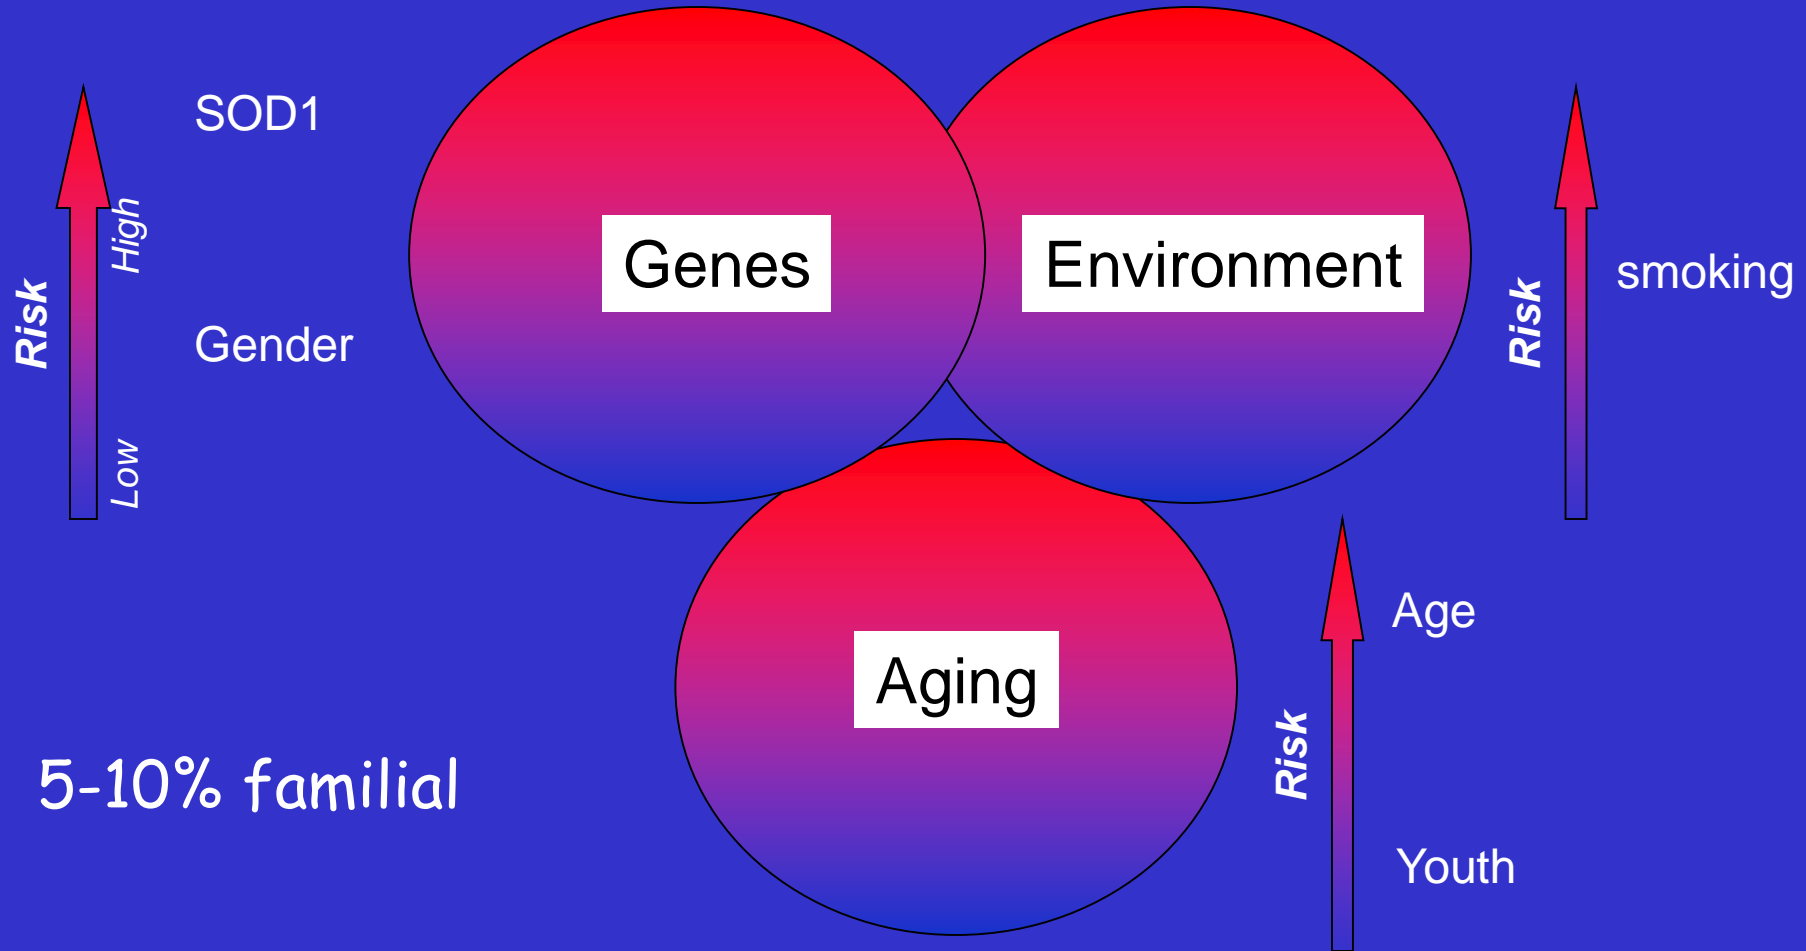 SOD1
High
Risk
Gender
Low
Genes
Environment
Risk
smoking
Aging
Age
Risk
Youth
5-10% familial